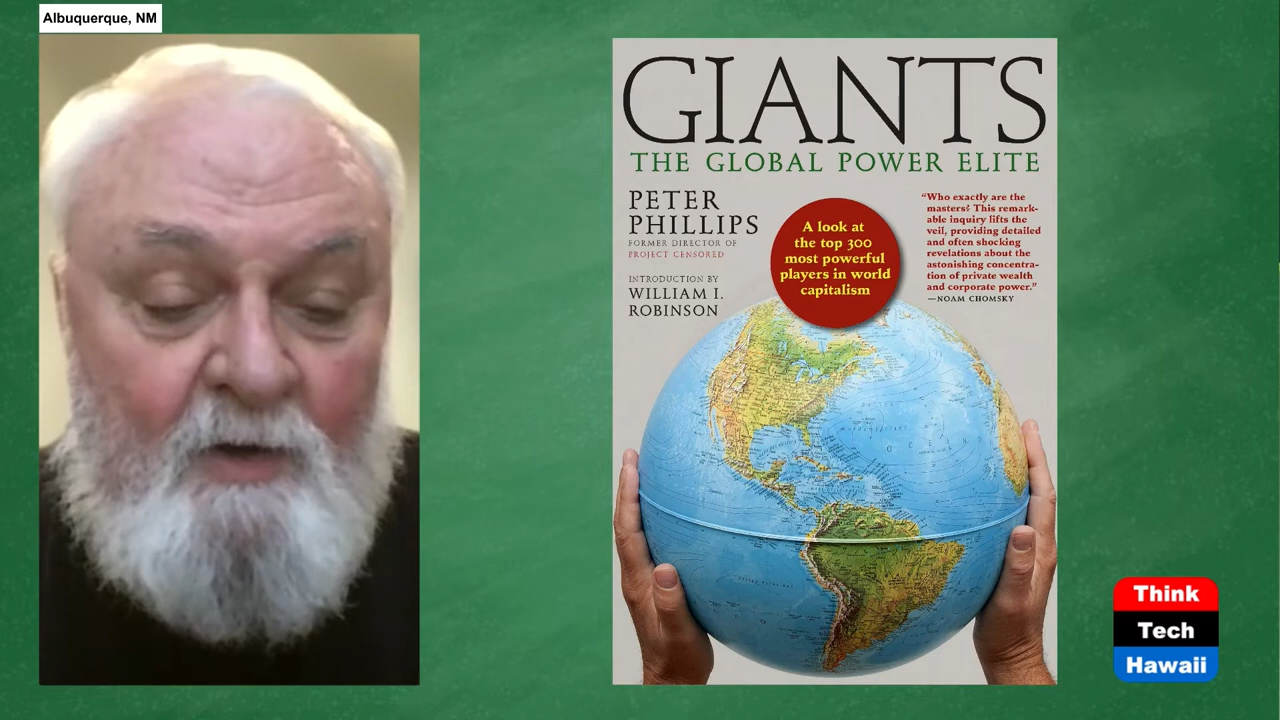 Albuquerque, NM
GIANTS
THE GLOBAL POWER ELITE
PETER
PHILLIPS
FORMER DIRECTOR OF
PROJECT CENSORED
INTRODUCTION BY
WILLIAM I.
ROBINSON
A look at
the top 300
most powerful
players in world
capitalism
“Who exactly are the
masters? This remark-
able inquiry lifts the
veil, providing detailed
and often shocking
revelations about the
astonishing concentra-
tion of private wealth
and corporate power.”
—NOAM CHOMSKY
Think
Tech
Hawaii